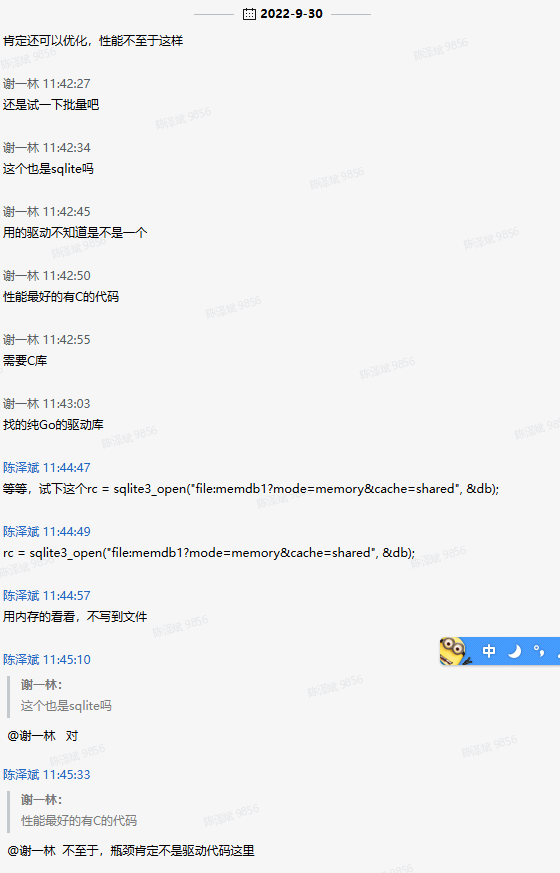 2022-9-30
肯定还可以优化，性能不至于这样
谢一林 11:42:27
还是试一下批量吧
谢一林 11:42:34
这个也是sqlite吗
谢一林 11:42:45
用的驱动不知道是不是一个
谢一林 11:42:50
性能最好的有C的代码
谢一林 11:42:55
需要C库
谢一林 11:43:03
找的纯Go的驱动库
陈泽斌 11:44:47
等等，试下这个rc = sqlite3_open("file:memdb1?mode=memory&cache=shared", &db);
陈泽斌 11:44:49
rc = sqlite3_open("file:memdb1?mode=memory&cache=shared", &db);
陈泽斌 11:44:57
用内存的看看，不写到文件
中
陈泽斌 11:45:10
谢一林：
这个也是sqlite吗
@谢一林 对
陈泽斌 11:45:33
谢一林：
性能最好的有C的代码
@谢一林 不至于，瓶颈肯定不是驱动代码这里
陈泽斌 9856